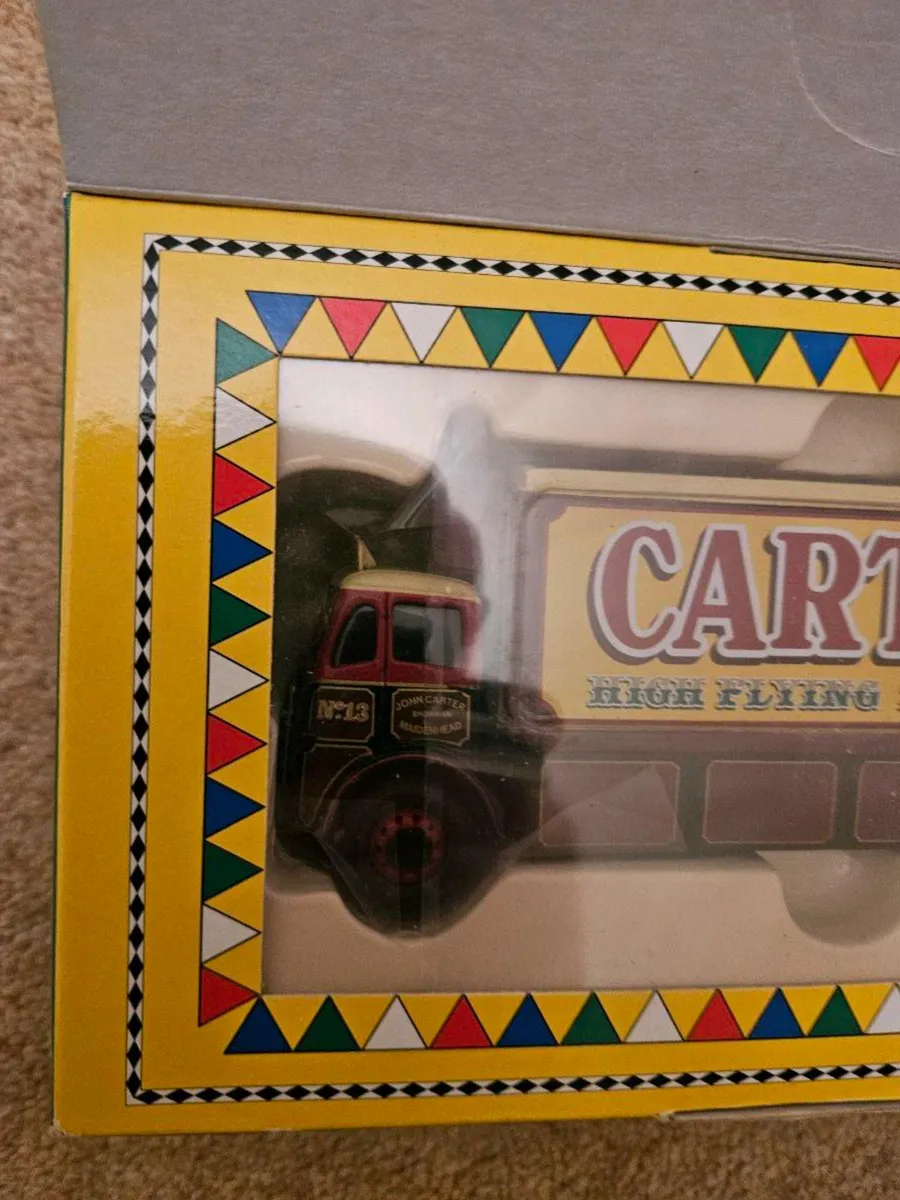 CART
HIGH FLYING
No 13
JOHN CARTER
MAIDENHEAD